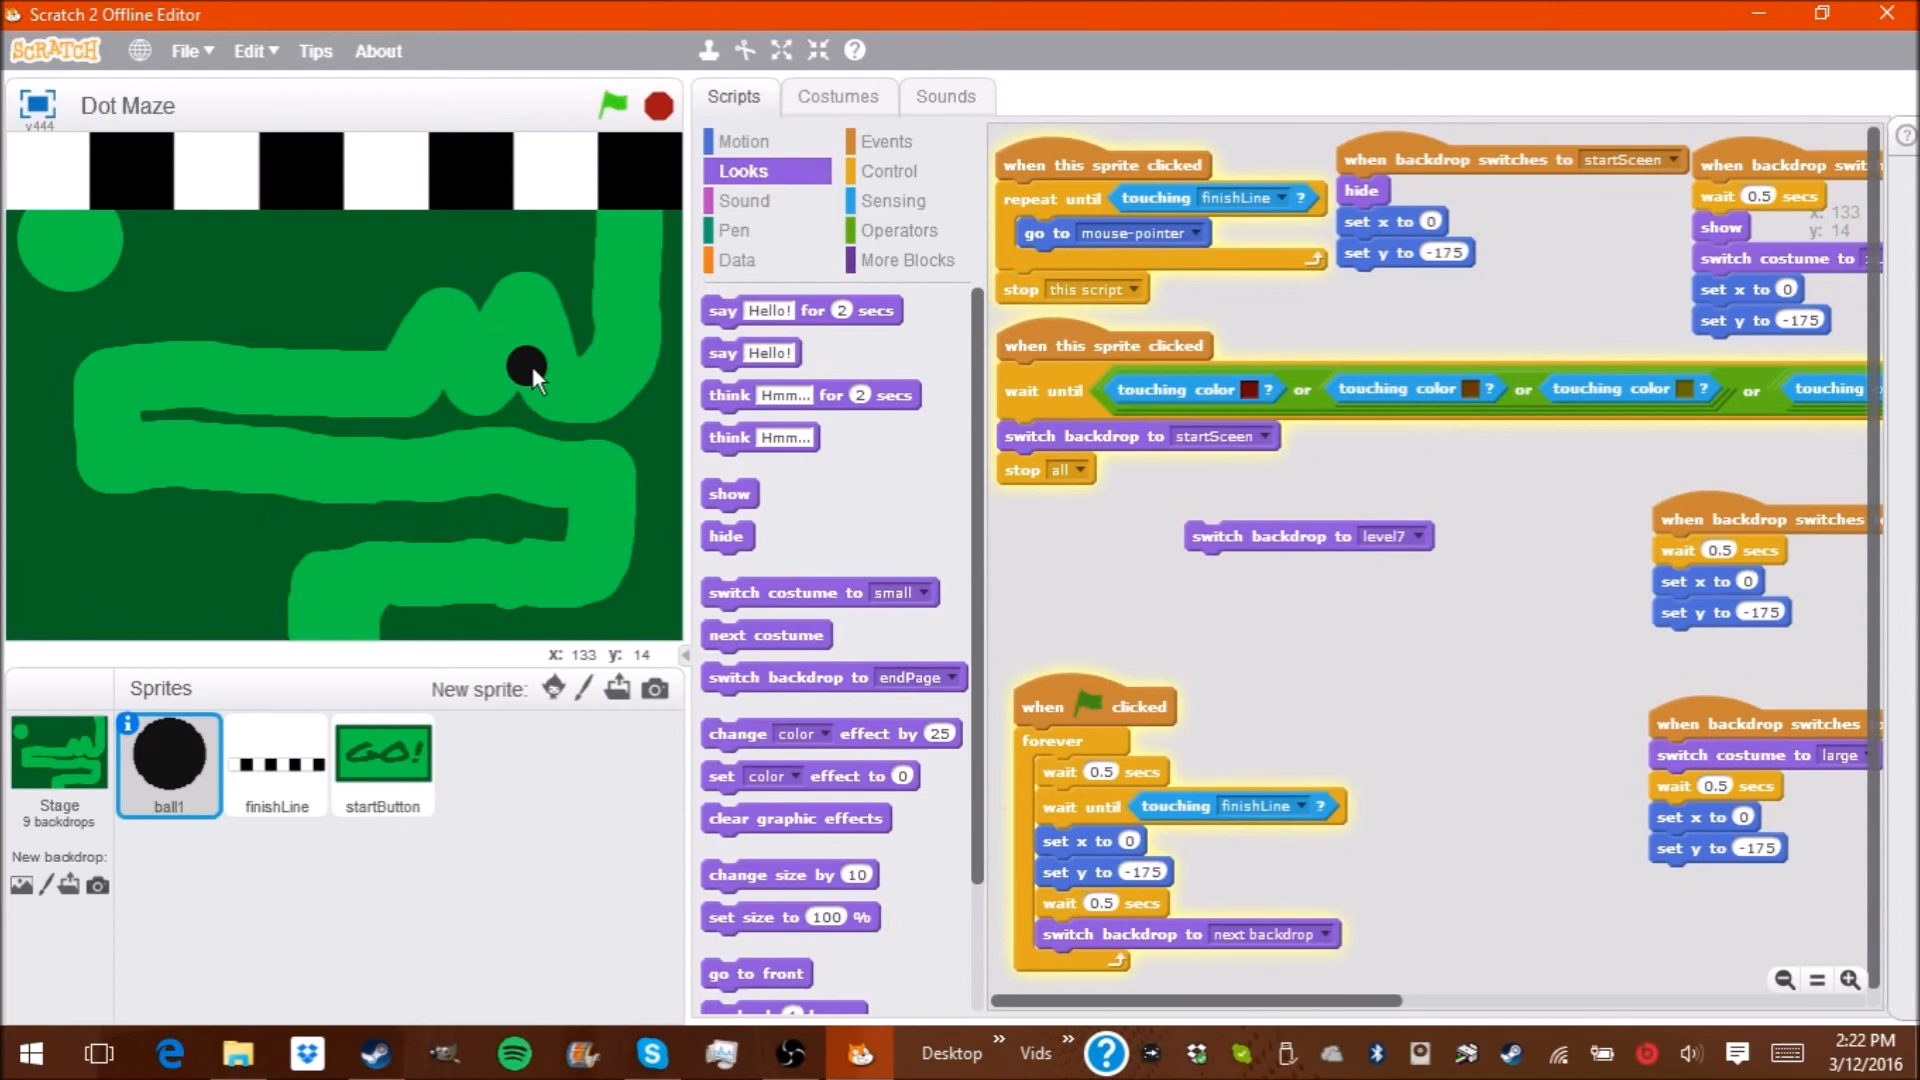 Scratch 2 Offline Editor
SCRATCH File Edit Tips About
v444
Dot Maze
Scripts Costumes Sounds
Motion Events
Looks Control
Sound Sensing
Pen Operators
Data More Blocks
say Hello! for 2 secs
say Hello!
think Hmm... for 2 secs
think Hmm...
show
hide
switch costume to small
next costume
switch backdrop to endPage
change color effect by 25
set color effect to 0
clear graphic effects
change size by 10
set size to 100 %
go to front
when this sprite clicked
repeat until touching finishLine ?
go to mouse-pointer
stop this script
when backdrop switches to startSceen
hide
set x to 0
set y to -175
when backdrop swit
wait 0.5 secs
show
switch costume to
set x to 0
set y to -175
x: 133
y: 14
when this sprite clicked
wait until touching color ? or touching color ? or touching color ? or touching
switch backdrop to startSceen
stop all
switch backdrop to level7
when backdrop switches
wait 0.5 secs
set x to 0
set y to -175
when clicked
forever
wait 0.5 secs
wait until touching finishLine ?
set x to 0
set y to -175
wait 0.5 secs
switch backdrop to next backdrop
when backdrop switches
switch costume to large
wait 0.5 secs
set x to 0
set y to -175
x: 133 y: 14
Sprites New sprite:
Stage
9 backdrops
New backdrop:
ball1
finishLine
GO!
startButton
Desktop
Vids
2:22 PM
3/12/2016